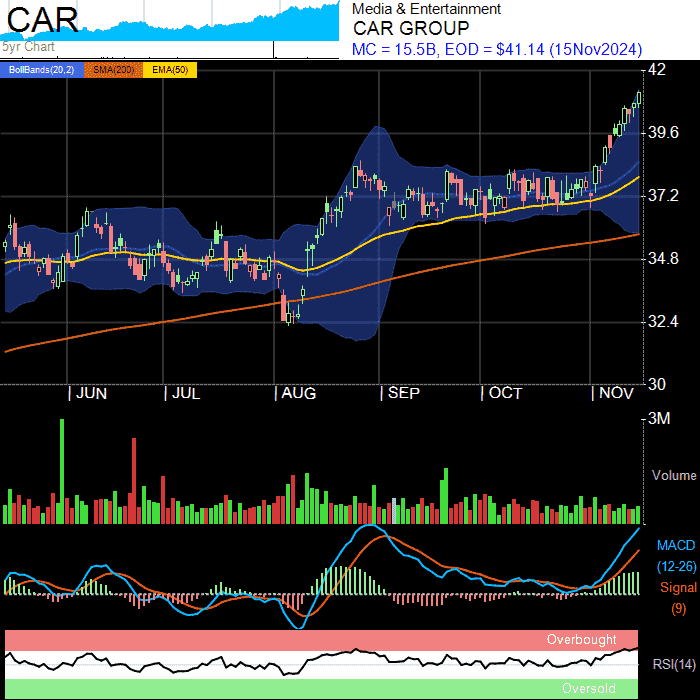 CAR
5yr Chart
Media & Entertainment
CAR GROUP
MC = 15.5B, EOD = $41.14 (15Nov2024)
BollBands(20,2) SMA(200) EMA(50)
42
39.6
37.2
34.8
32.4
30
| JUN | JUL | AUG | SEP | OCT | NOV
3M
Volume
MACD
(12-26)
Signal
(9)
Overbought
RSI(14)
Oversold